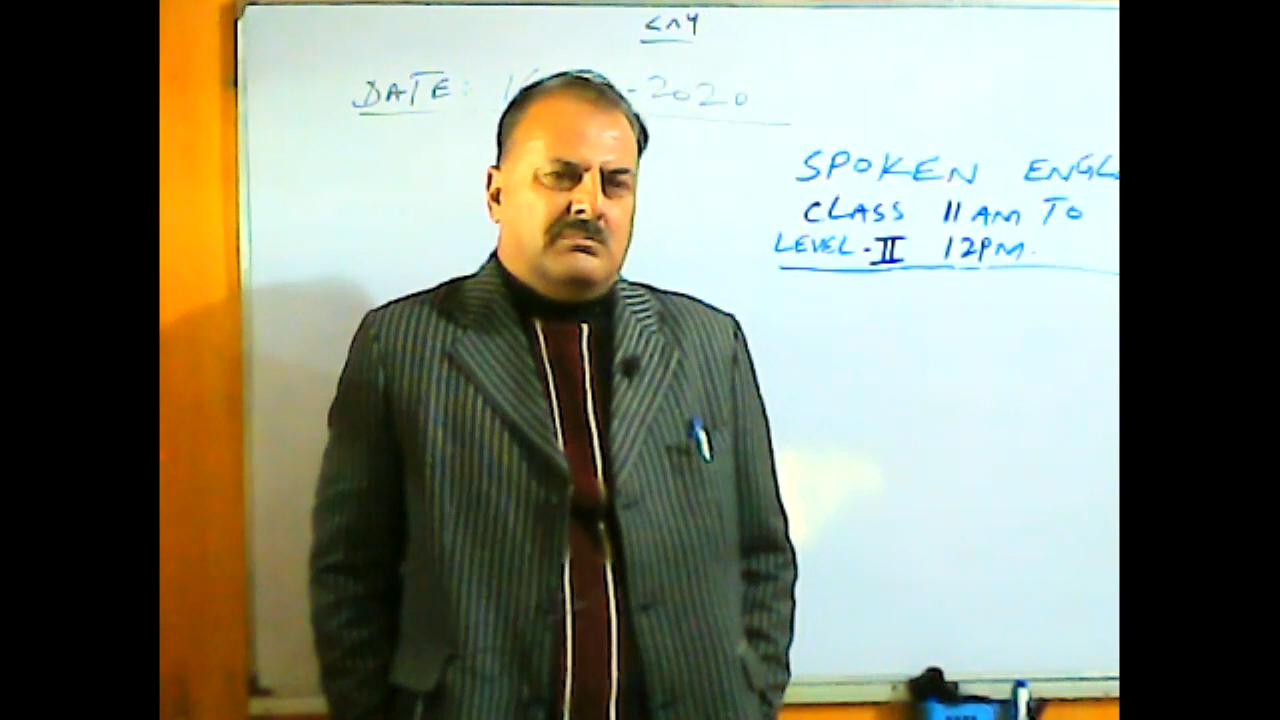 DATE: -2020
SPOKEN ENGL
CLASS 11 AM TO
LEVEL-II 12PM.